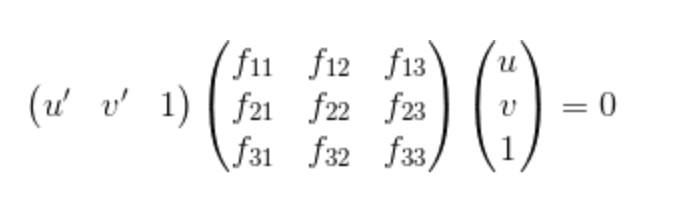 (u′ v′ 1) (f11 f12 f13) (u)
(f21 f22 f23) (v) = 0
(f31 f32 f33) (1)